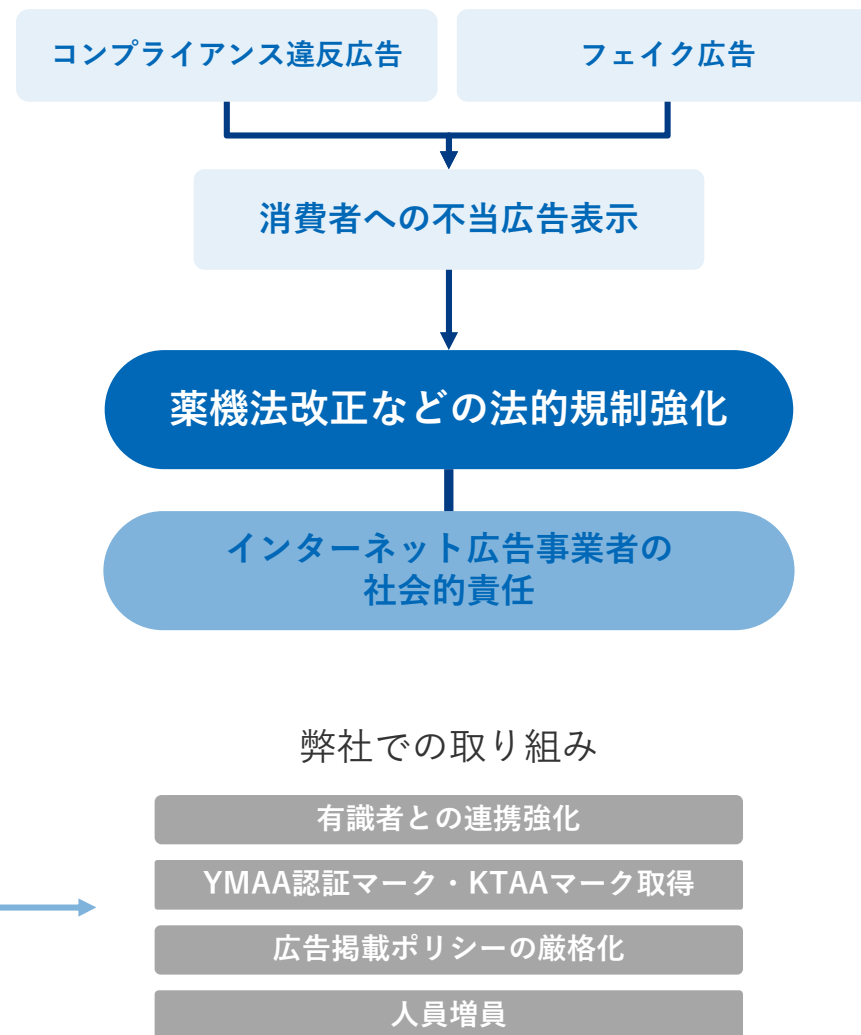 コンプライアンス違反広告
フェイク広告
消費者への不当広告表示
薬機法改正などの法的規制強化
インターネット広告事業者の
社会的責任
弊社での取り組み
有識者との連携強化
YMAA認証マーク・KTAAマーク取得
広告掲載ポリシーの厳格化
人員増員